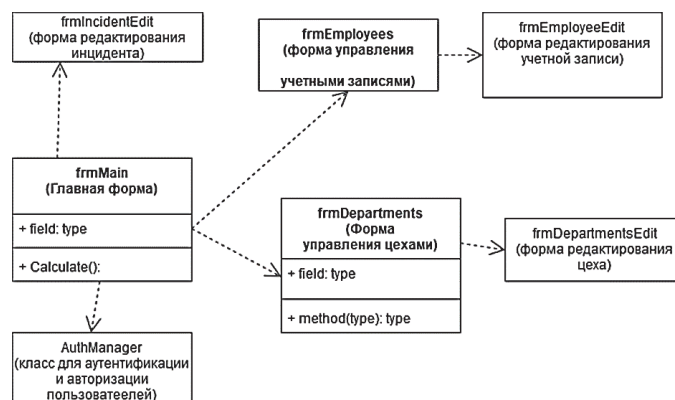 frmIncidentEdit
(форма редактирования
инцидента)
frmEmployees
(форма управления
учетными записями)
frmEmployeeEdit
(форма редактирования
учетной записи)
frmMain
(Главная форма)
+ field: type
+ Calculate():
frmDepartments
(Форма
управления цехами)
+ field: type
+ method(type): type
frmDepartmentsEdit
(форма редактирования
цеха)
AuthManager
(класс для аутентификации
и авторизации
пользоватеелей)